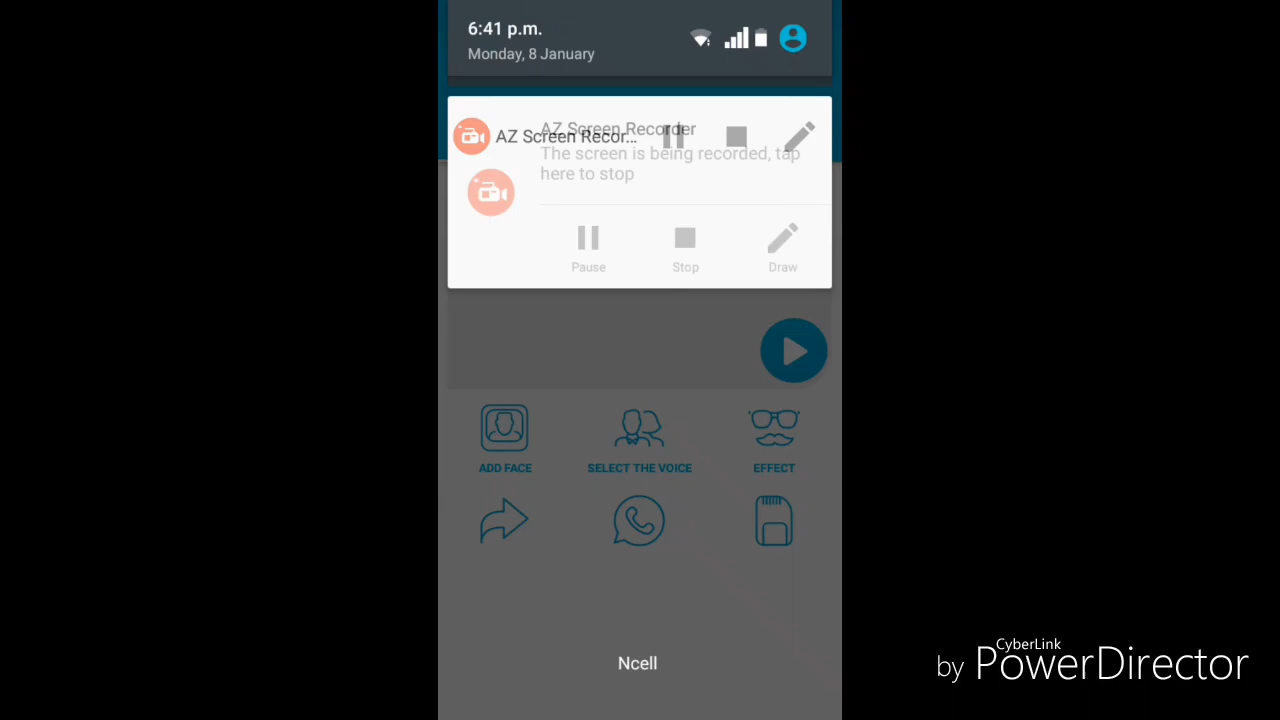 6:41 p.m.
Monday, 8 January
AZ Screen Recorder
AZ Screen Recor...
The screen is being recorded, tap
here to stop
Pause Stop Draw
ADD FACE SELECT THE VOICE EFFECT
Ncell
CyberLink
by PowerDirector